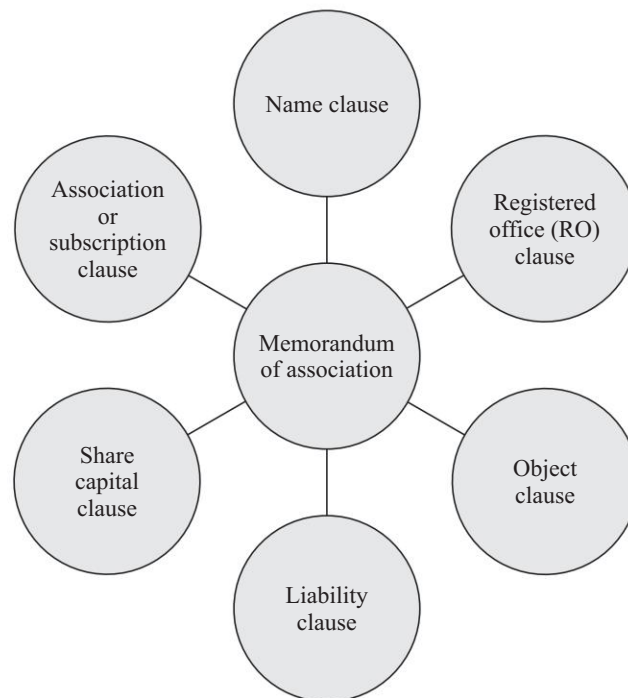 Name clause
Association
or
subscription
clause
Registered
office (RO)
clause
Memorandum
of association
Share
capital
clause
Object
clause
Liability
clause